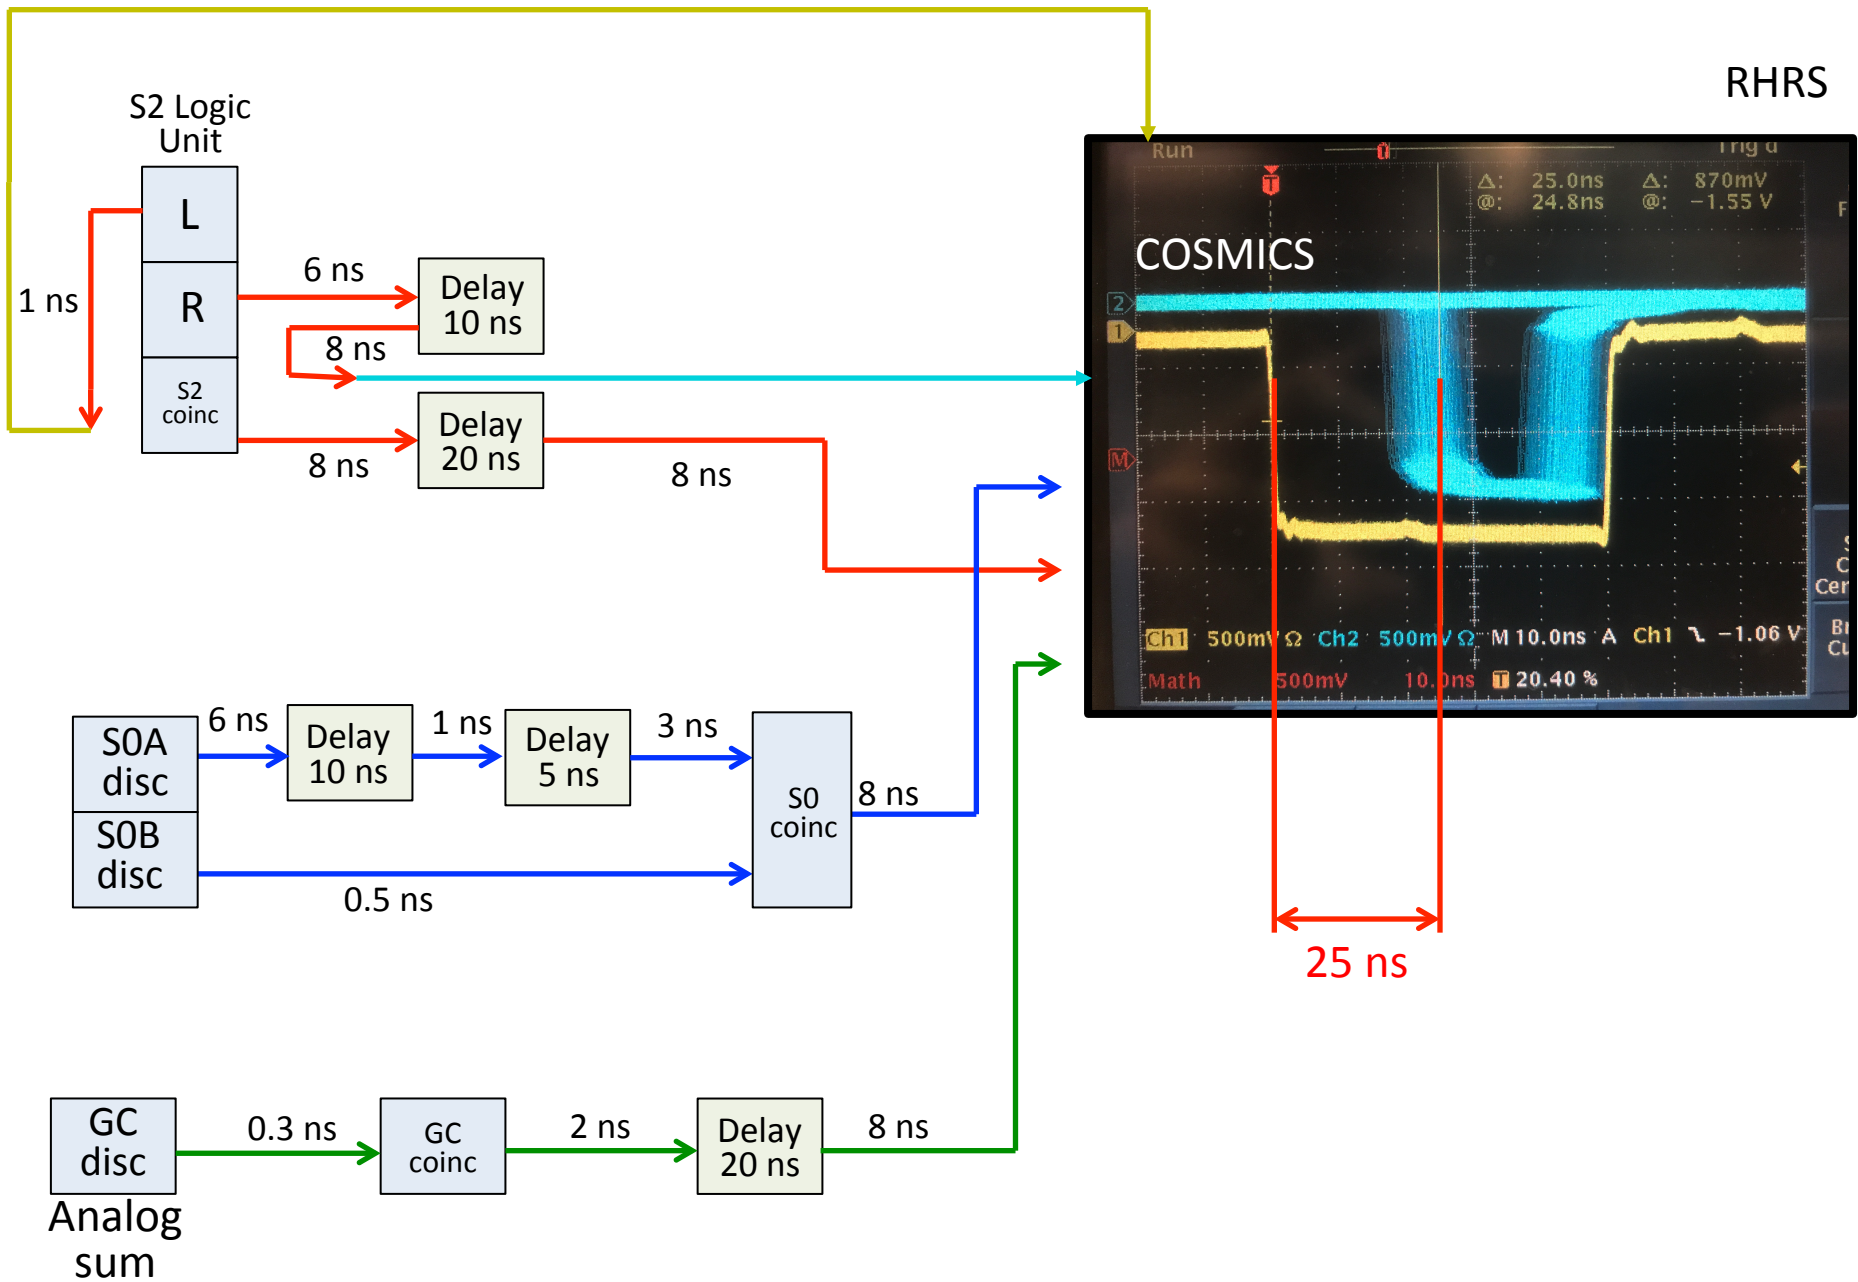 RHRS
S2 Logic
Unit
L
R
S2
coinc
1 ns
6 ns
Delay
10 ns
8 ns
8 ns
Delay
20 ns
8 ns
Run
Trig d
Δ: 25.0ns Δ: 870mV
@: 24.8ns @: −1.55 V
COSMICS
2
1
M
T
Ch1 500mV Ω Ch2 500mV Ω M 10.0ns A Ch1 −1.06 V
Math 500mV 10.0ns T 20.40 %
25 ns
S0A
disc
S0B
disc
6 ns
Delay
10 ns
1 ns
Delay
5 ns
3 ns
0.5 ns
S0
coinc
8 ns
GC
disc
Analog
sum
0.3 ns
GC
coinc
2 ns
Delay
20 ns
8 ns